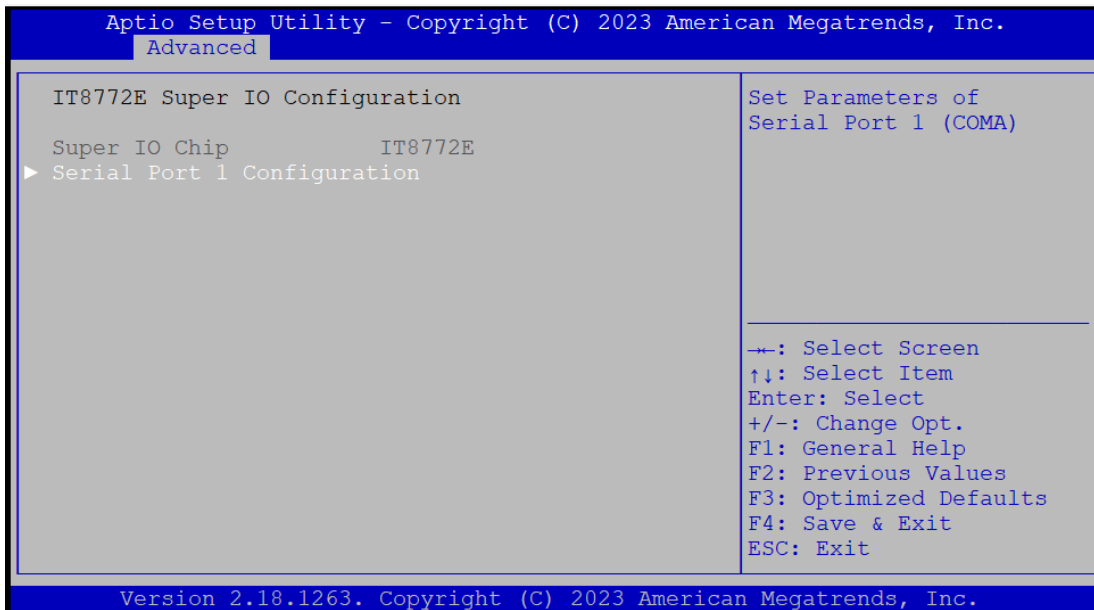 Aptio Setup Utility – Copyright (C) 2023 American Megatrends, Inc.
Advanced
IT8772E Super IO Configuration
Super IO Chip IT8772E
► Serial Port 1 Configuration
Set Parameters of
Serial Port 1 (COMA)
→←: Select Screen
↑↓: Select Item
Enter: Select
+/-: Change Opt.
F1: General Help
F2: Previous Values
F3: Optimized Defaults
F4: Save & Exit
ESC: Exit
Version 2.18.1263. Copyright (C) 2023 American Megatrends, Inc.